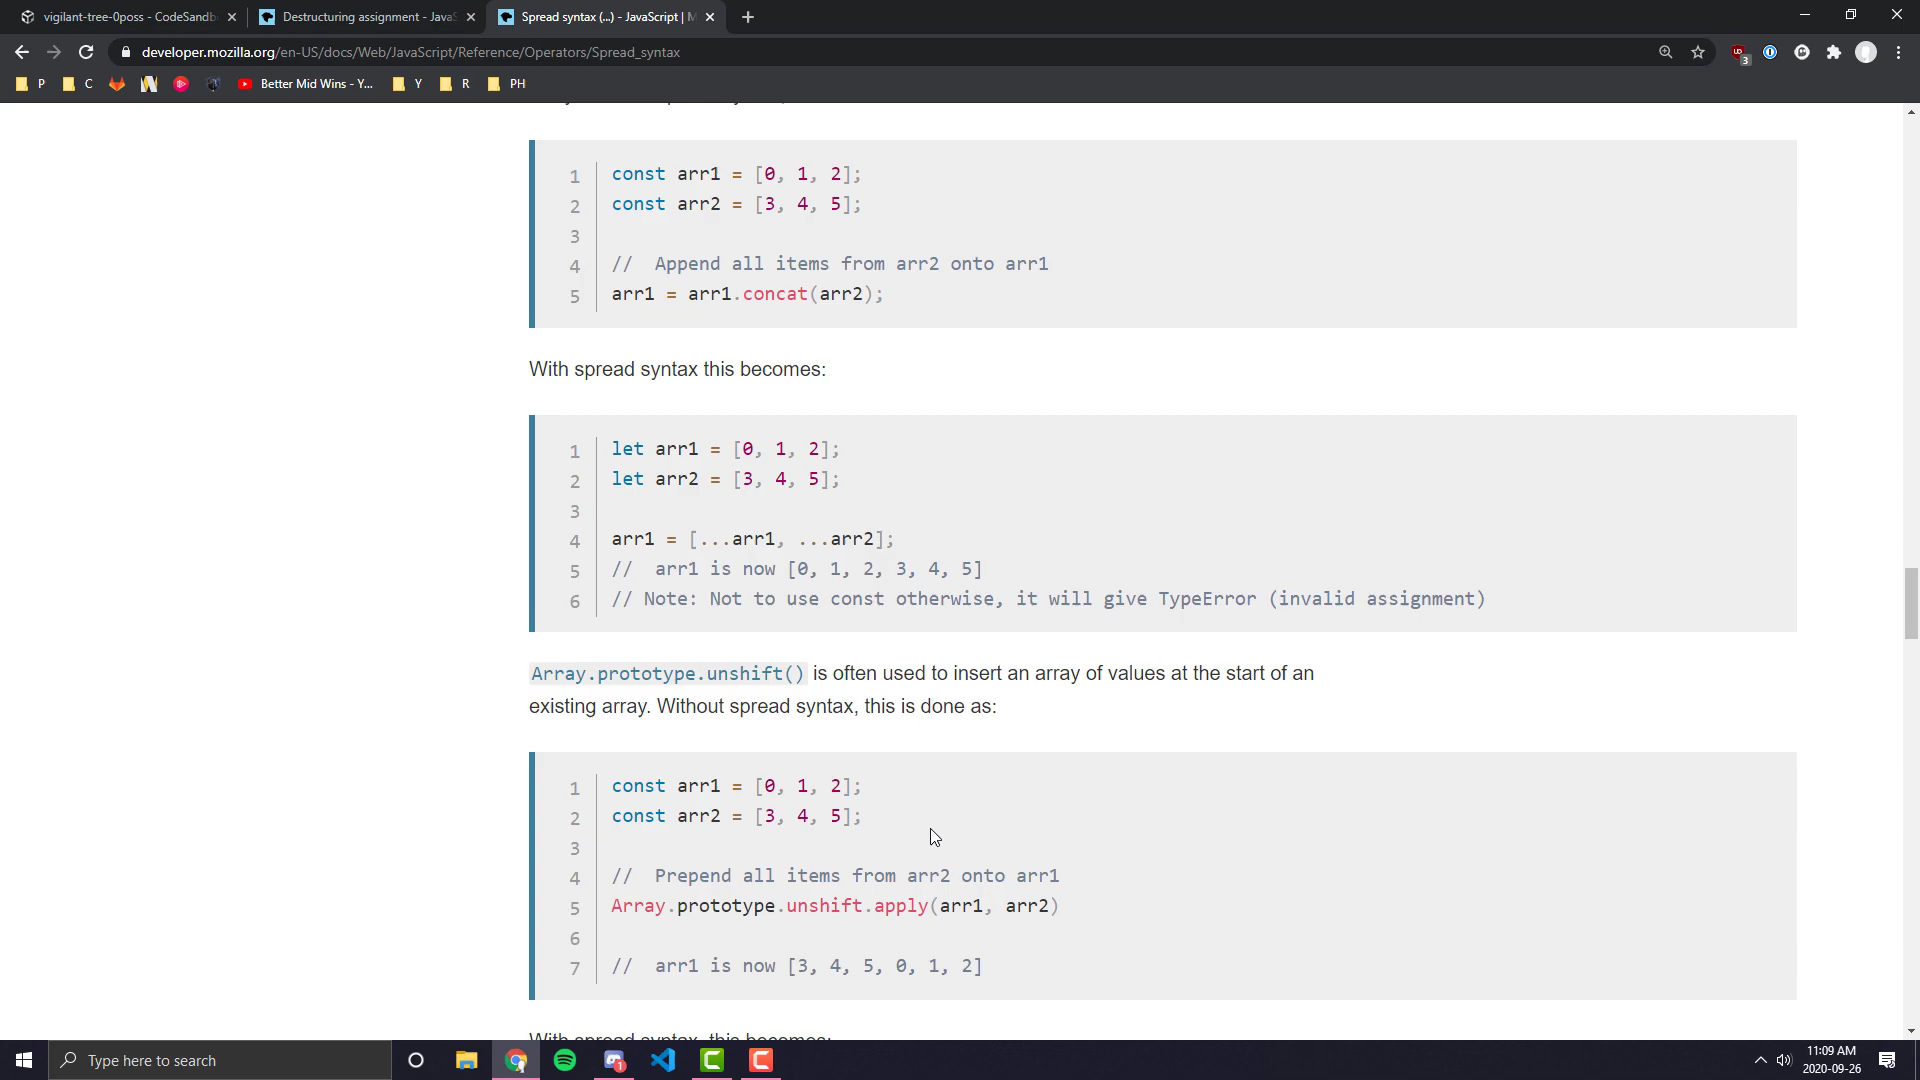 vigilant-tree-0poss - CodeSandb
Destructuring assignment - JavaS
Spread syntax (...) - JavaScript | M
developer.mozilla.org/en-US/docs/Web/JavaScript/Reference/Operators/Spread_syntax
3
P
C
Better Mid Wins - Y...
Y
R
PH
1 const arr1 = [0, 1, 2];
2 const arr2 = [3, 4, 5];
3
4 //  Append all items from arr2 onto arr1
5 arr1 = arr1.concat(arr2);
With spread syntax this becomes:
1 let arr1 = [0, 1, 2];
2 let arr2 = [3, 4, 5];
3
4 arr1 = [...arr1, ...arr2];
5 //  arr1 is now [0, 1, 2, 3, 4, 5]
6 // Note: Not to use const otherwise, it will give TypeError (invalid assignment)
Array.prototype.unshift() is often used to insert an array of values at the start of an
existing array. Without spread syntax, this is done as:
1 const arr1 = [0, 1, 2];
2 const arr2 = [3, 4, 5];
3
4 //  Prepend all items from arr2 onto arr1
5 Array.prototype.unshift.apply(arr1, arr2)
6
7 //  arr1 is now [3, 4, 5, 0, 1, 2]
With spread syntax, this becomes:
Type here to search
1
11:09 AM
2020-09-26